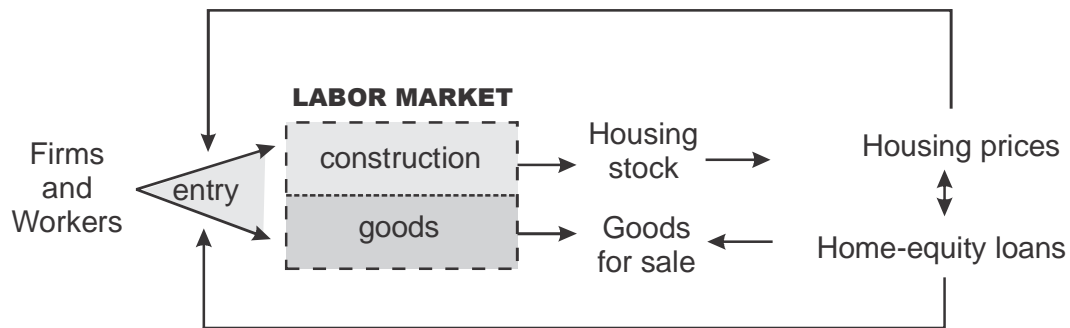 LABOR MARKET
Firms
and
Workers
entry
construction
goods
Housing
stock
Goods
for sale
Housing prices
Home-equity loans